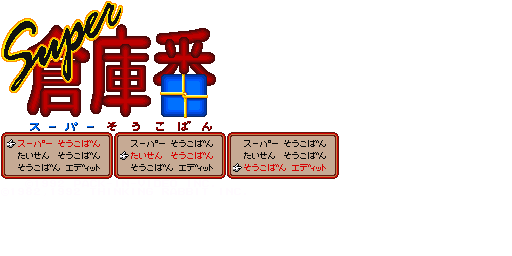 Super
倉庫番
スーパーそうこばん
スーパー そうこばん
たいせん そうこばん
そうこばん エディット
スーパー そうこばん
たいせん そうこばん
そうこばん エディット
スーパー そうこばん
たいせん そうこばん
そうこばん エディット